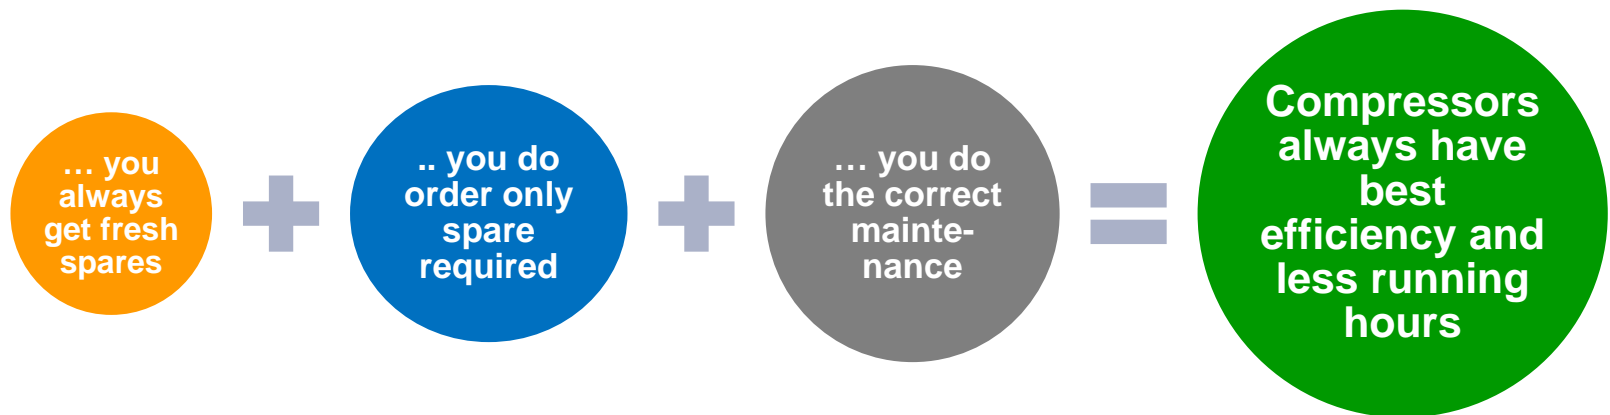 … you
always
get fresh
spares
.. you do
order only
spare
required
… you do
the correct
mainte-
nance
Compressors
always have
best
efficiency and
less running
hours